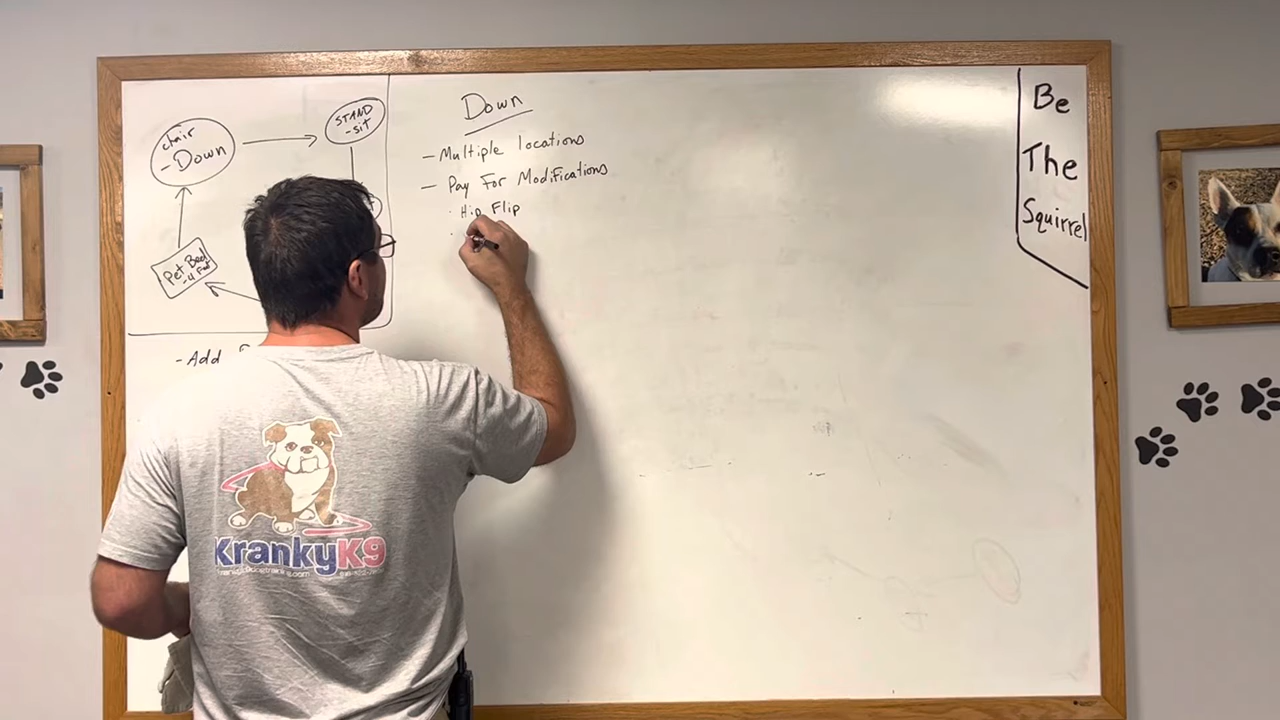 chair
- Down
STAND
- sit
Pet Bed
- 4 Feet
- Add
Down
- Multiple locations
- Pay For Modifications
· Hip Flip
Be
The
Squirrel
KrankyK9